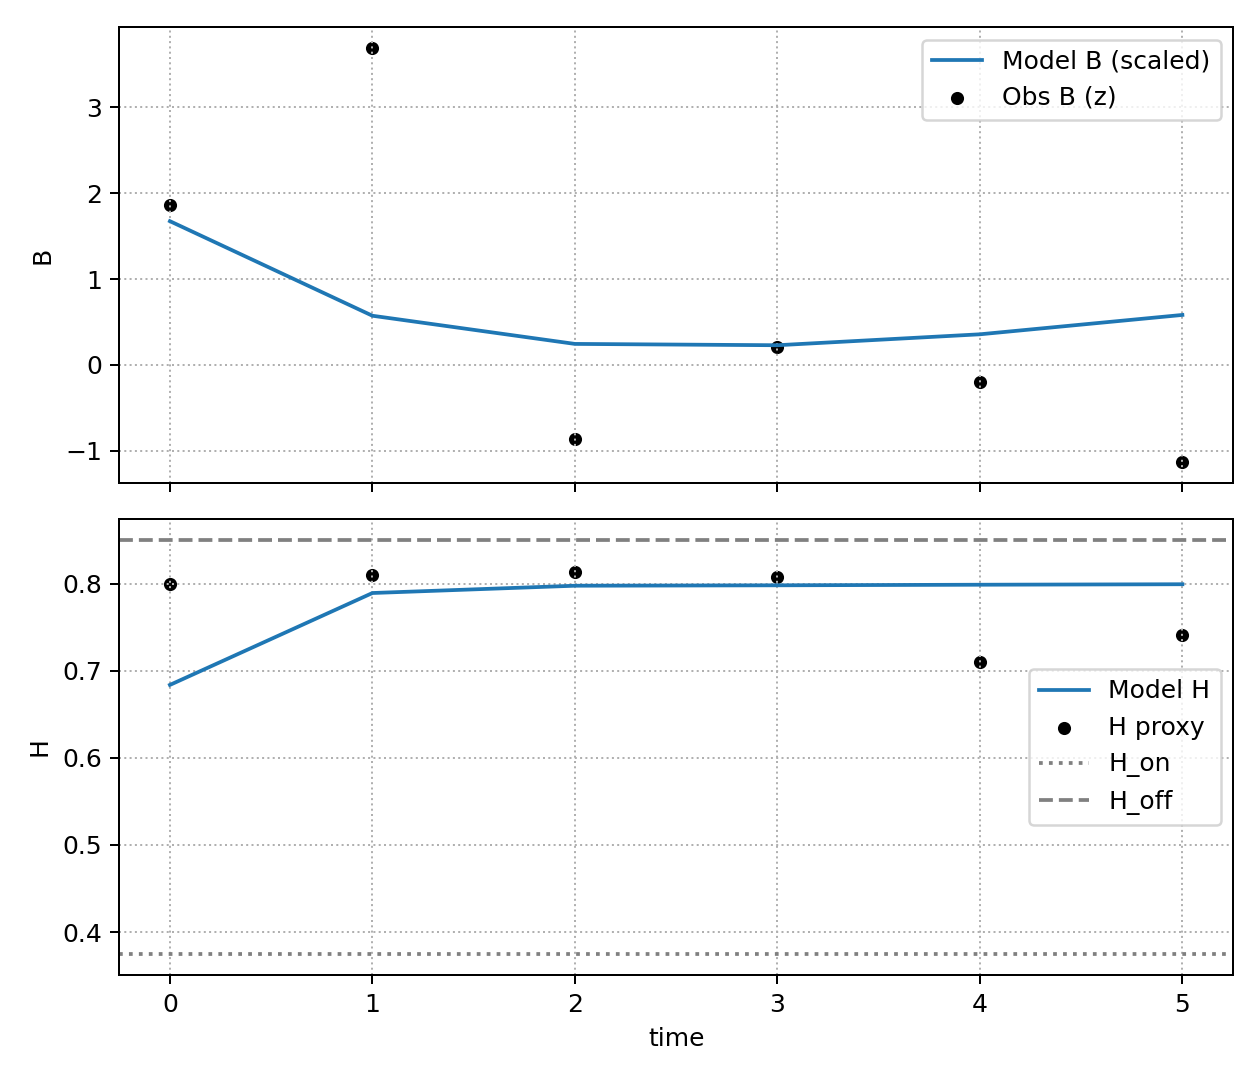 Model B (scaled)
Obs B (z)
3
2
1
0
−1
B
0.8
0.7
0.6
0.5
0.4
H
Model H
H proxy
H_on
H_off
0 1 2 3 4 5
time